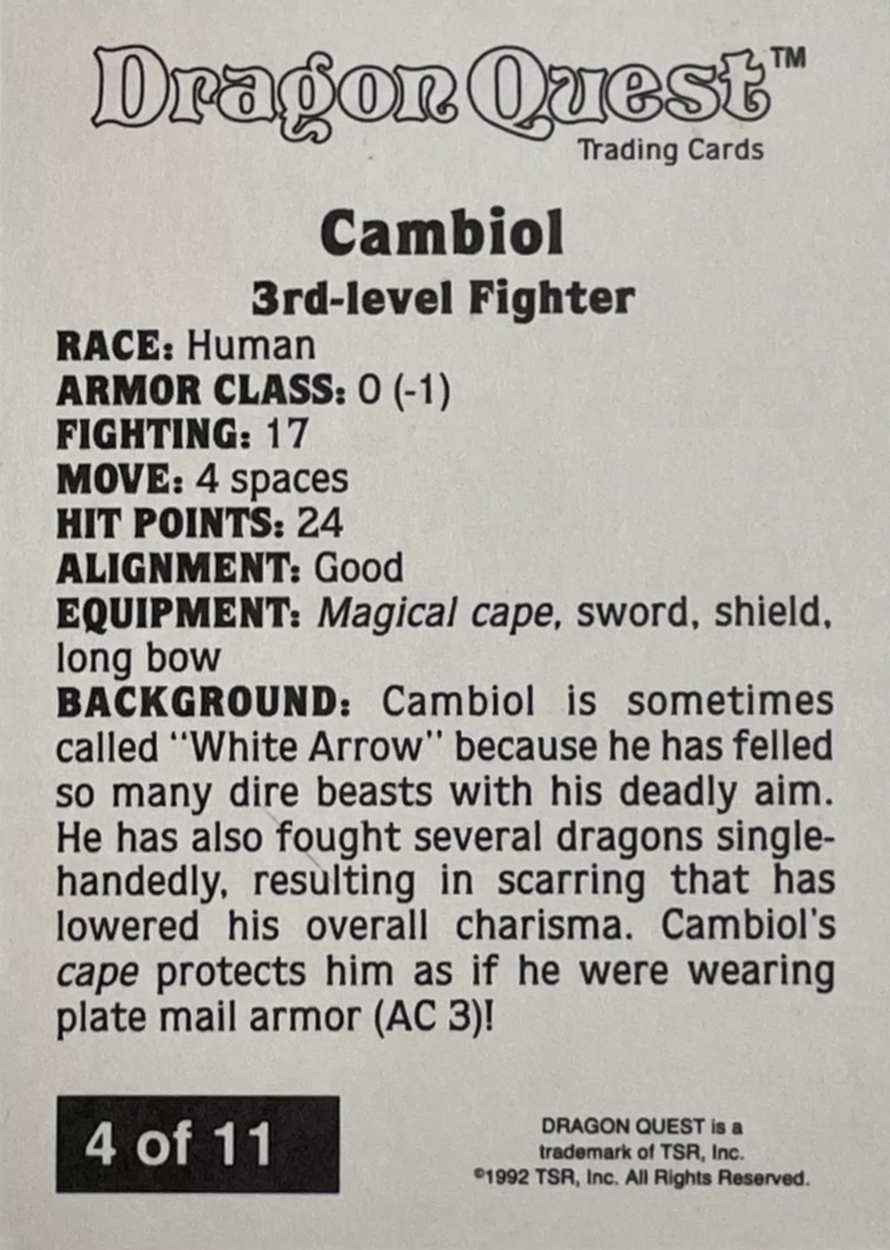 Dragon Quest™
Trading Cards
Cambiol
3rd-level Fighter
RACE: Human
ARMOR CLASS: 0 (-1)
FIGHTING: 17
MOVE: 4 spaces
HIT POINTS: 24
ALIGNMENT: Good
EQUIPMENT: Magical cape, sword, shield,
long bow
BACKGROUND: Cambiol is sometimes
called "White Arrow" because he has felled
so many dire beasts with his deadly aim.
He has also fought several dragons single-
handedly, resulting in scarring that has
lowered his overall charisma. Cambiol's
cape protects him as if he were wearing
plate mail armor (AC 3)!
4 of 11
DRAGON QUEST is a
trademark of TSR, Inc.
©1992 TSR, Inc. All Rights Reserved.